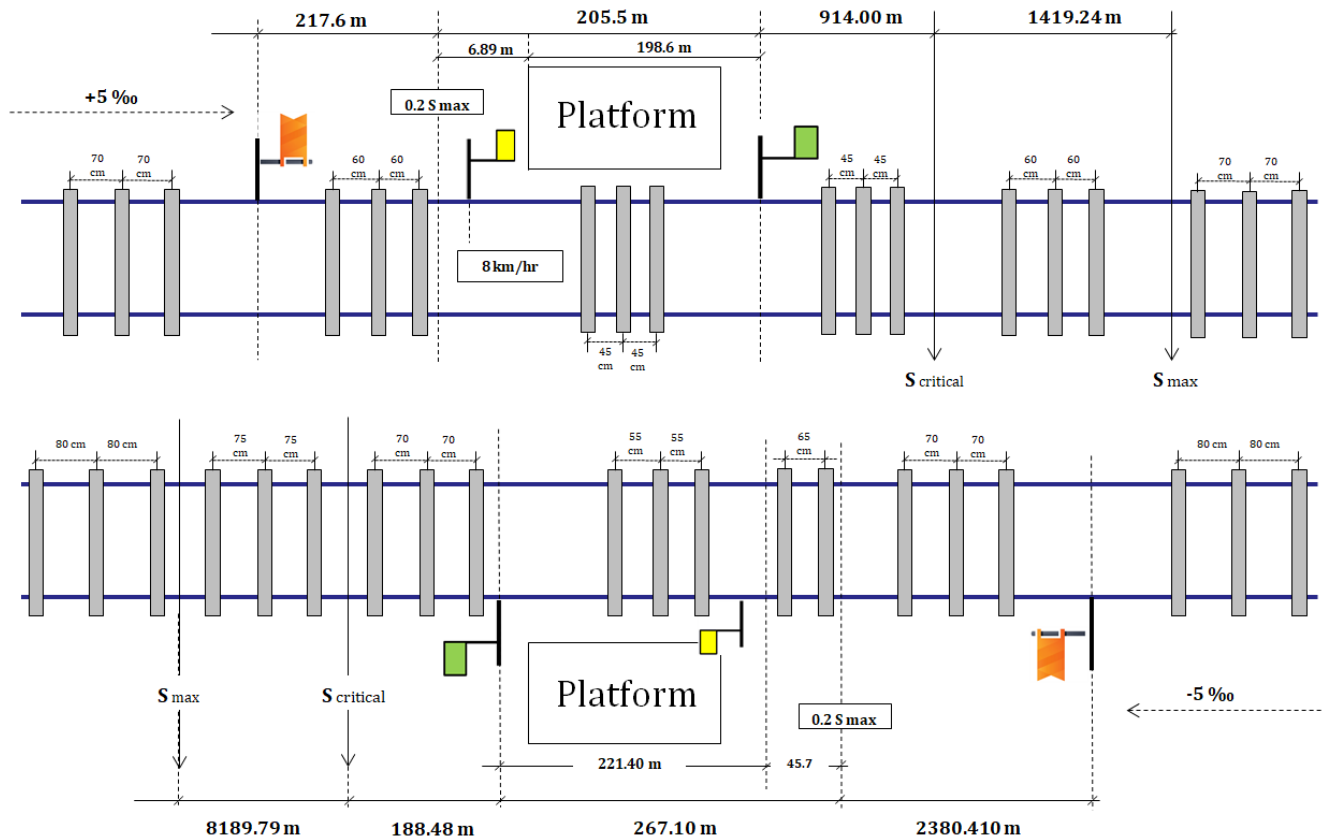 217.6 m
205.5 m
914.00 m
1419.24 m
6.89 m
198.6 m
+5 ‰
0.2 S max
Platform
70
cm
70
cm
60
cm
60
cm
45
cm
45
cm
60
cm
60
cm
70
cm
70
cm
8 km/hr
45
cm
45
cm
S critical
S max
80 cm
80 cm
75
cm
75
cm
70
cm
70
cm
55
cm
55
cm
65
cm
70
cm
70
cm
80 cm
80 cm
S max
S critical
Platform
0.2 S max
-5 ‰
221.40 m
45.7
8189.79 m
188.48 m
267.10 m
2380.410 m